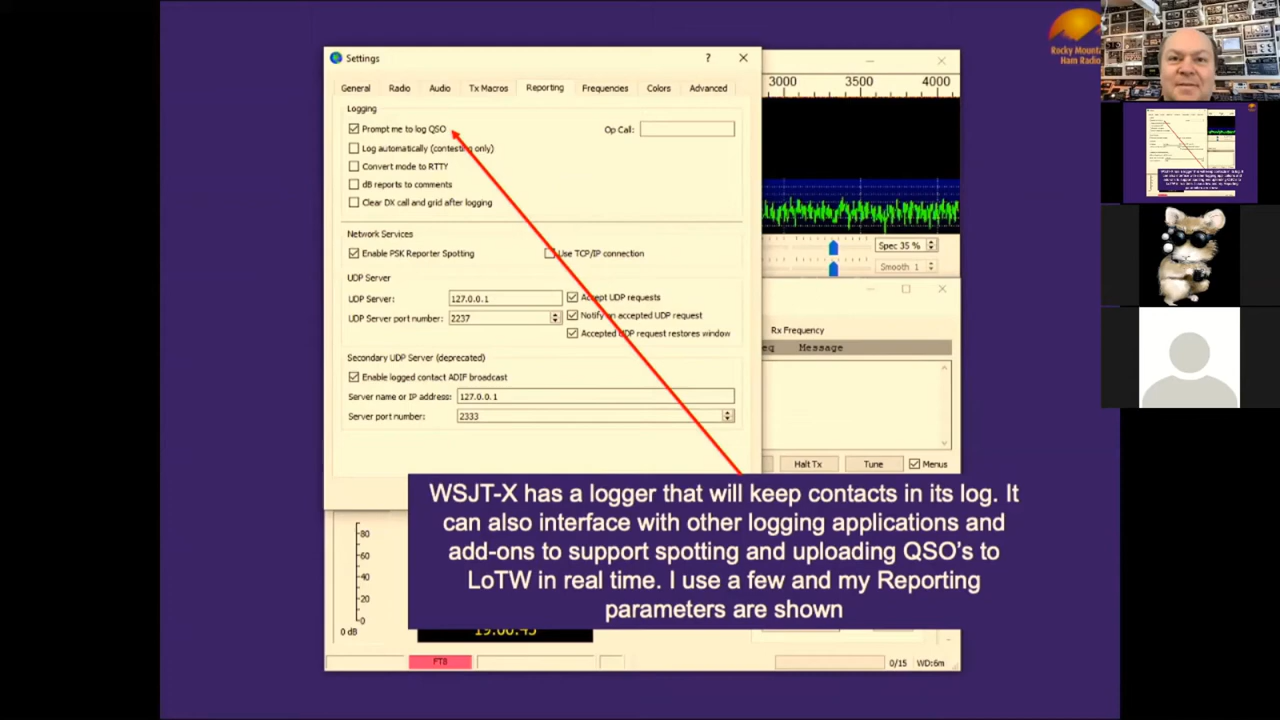 Rocky Mountain
Ham Radio
Settings
?
General Radio Audio Tx Macros Reporting Frequencies Colors Advanced
3000 3500 4000
Logging
Prompt me to log QSO
Op Call:
Log automatically (contesting only)
Convert mode to RTTY
dB reports to comments
Clear DX call and grid after logging
Network Services
Enable PSK Reporter Spotting
Use TCP/IP connection
Spec 35 %
Smooth 1
UDP Server
UDP Server: 127.0.0.1
Accept UDP requests
UDP Server port number: 2237
Notify on accepted UDP request
Accepted UDP request restores window
Rx Frequency
Message
Secondary UDP Server (deprecated)
Enable logged contact ADIF broadcast
Server name or IP address: 127.0.0.1
Server port number: 2333
Halt Tx Tune Menus
WSJT-X has a logger that will keep contacts in its log. It
can also interface with other logging applications and
add-ons to support spotting and uploading QSO's to
LoTW in real time. I use a few and my Reporting
parameters are shown
80
60
40
20
0
0 dB
FT8
0/15 WD:6m